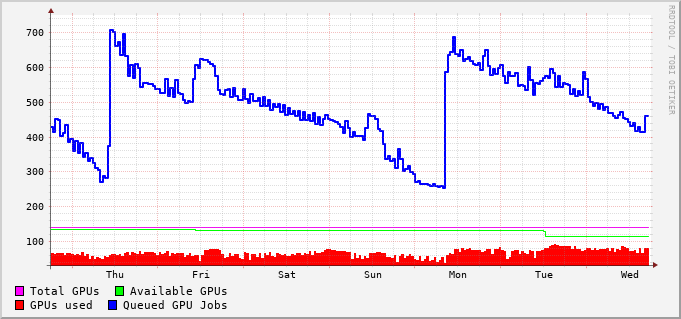 700
600
500
400
300
200
100
Thu Fri Sat Sun Mon Tue Wed
Total GPUs Available GPUs
GPUs used Queued GPU Jobs
RRDTOOL / TOBI OETIKER